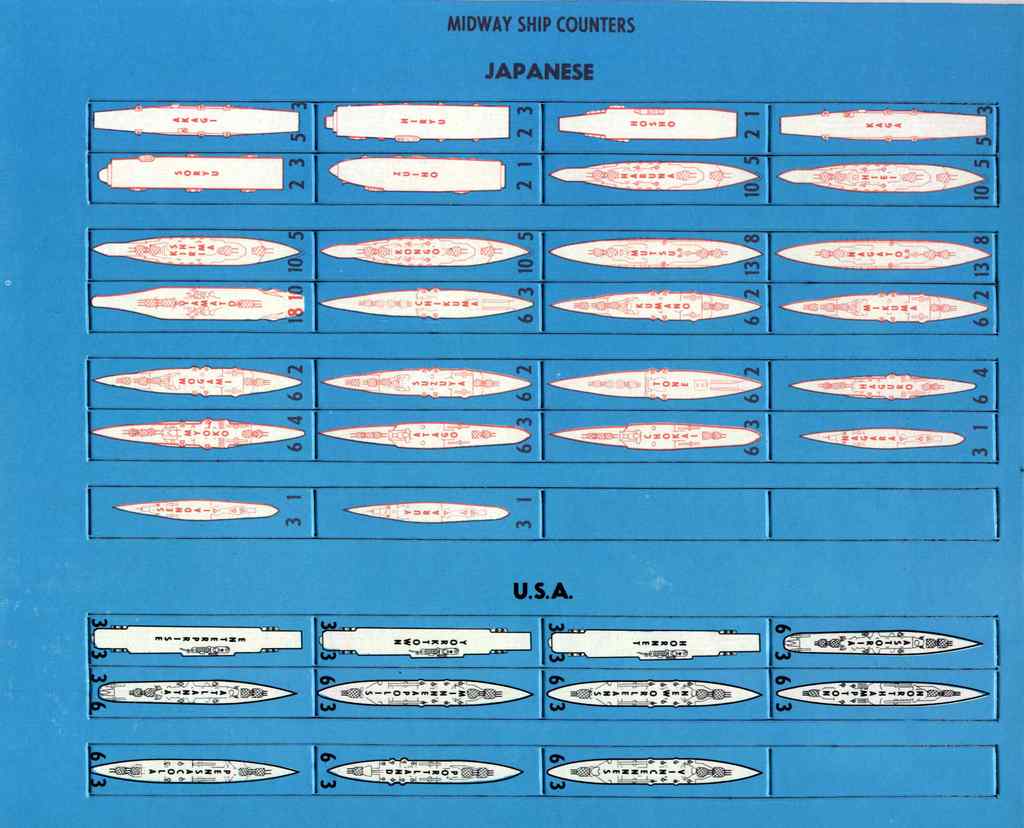 MIDWAY SHIP COUNTERS
JAPANESE
AKAGI 5 3
HIRYU 2 3
HOSHO 2 1
KAGA 5 3
SORYU 2 3
ZUIHO 2 1
HARUNA 10 5
HIEI 10 5
KIRISHIMA 10 5
KONGO 10 5
MUTSU 13 8
NAGATO 13 8
YAMATO 18 10
CHIKUMA 6 3
KUMANO 6 2
MIKUMA 6 2
MOGAMI 6 2
SUZUYA 6 2
TONE 6 2
HAGURO 6 4
MYOKO 6 4
ATAGO 6 3
CHOKAI 6 3
NAGARA 3 1
SENDAI 3 1
YURA 3 1
U.S.A.
ENTERPRISE 3 3
YORKTOWN 3 3
HORNET 3 3
ASTORIA 6 3
ATLANTA 3 6
MINNEAPOLIS 6 3
NEW ORLEANS 6 3
NORTHAMPTON 6 3
PENSACOLA 6 3
PORTLAND 6 3
VINCENNES 6 3